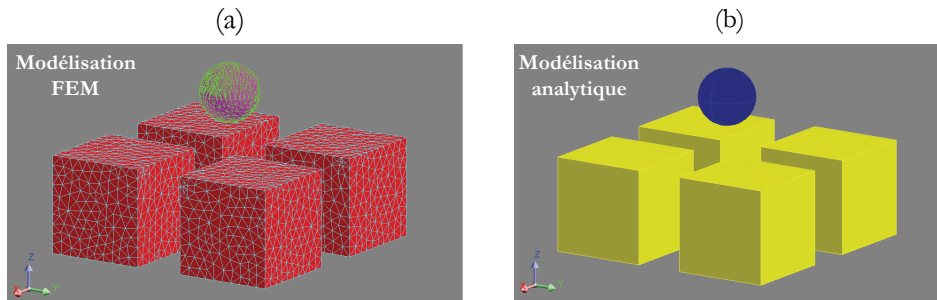 (a)
Modélisation
FEM
Z
X
Y
(b)
Modélisation
analytique
Z
X
Y